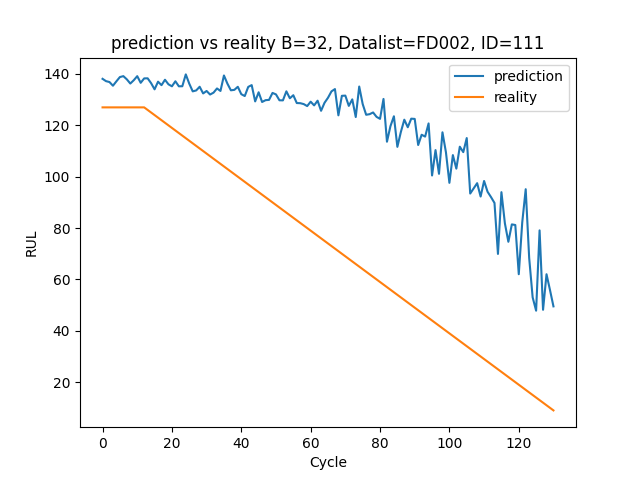 prediction vs reality B=32, Datalist=FD002, ID=111
prediction
reality
140
120
100
80
60
40
20
RUL
0 20 40 60 80 100 120
Cycle